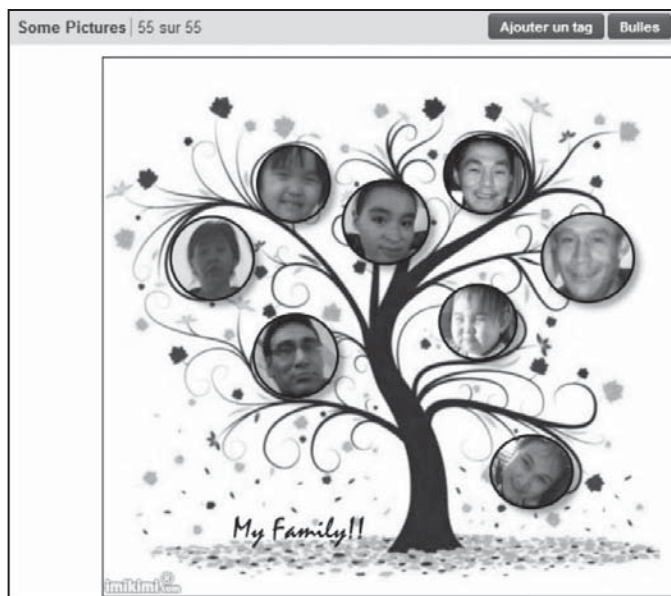 Some Pictures | 55 sur 55
Ajouter un tag
Bulles
My Family!!
imikimi.com